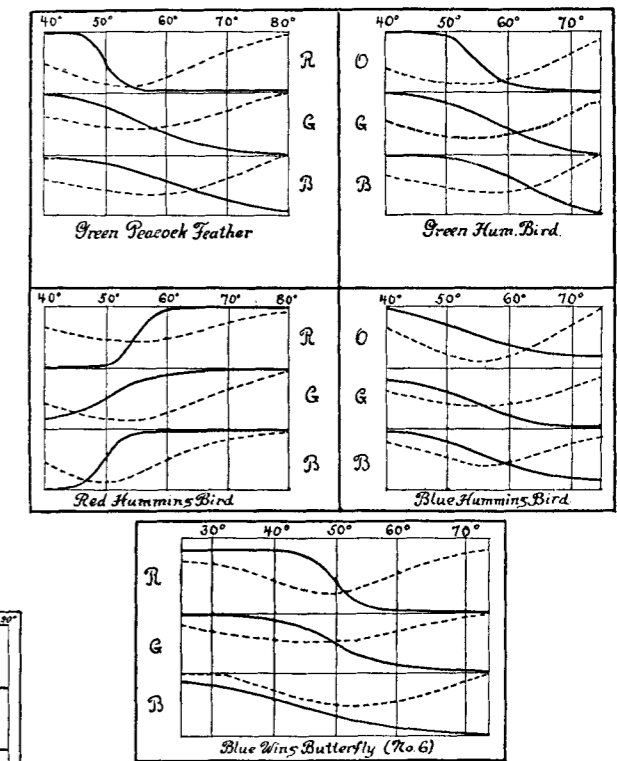 40° 50° 60° 70° 80°
R
G
B
Green Peacock Feather
40° 50° 60° 70°
O
G
B
Green Hum. Bird.
40° 50° 60° 70° 80°
R
G
B
Red Humming Bird
40° 50° 60° 70°
O
G
B
Blue Humming Bird
30° 40° 50° 60° 70°
R
G
B
Blue Wing Butterfly (No.6)
90°